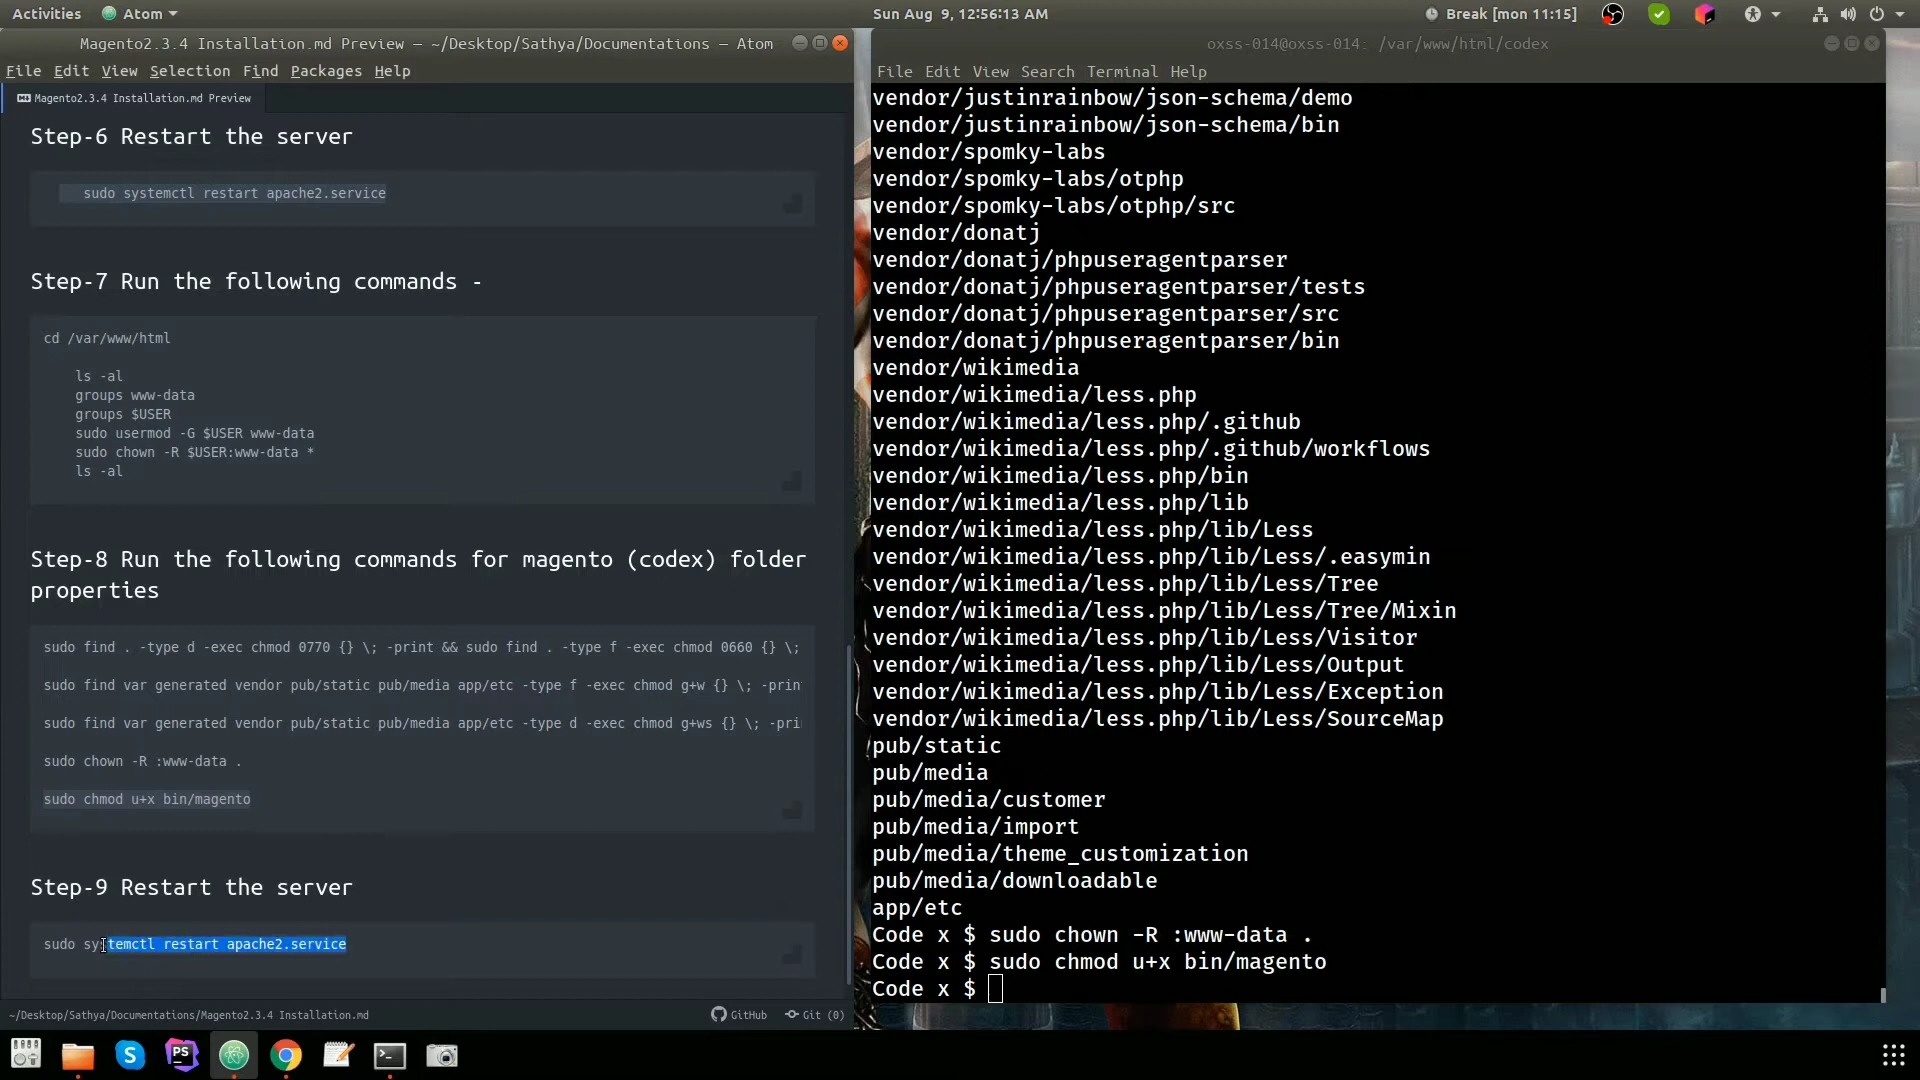 Activities
Atom
Sun Aug 9, 12:56:13 AM
Break [mon 11:15]
Magento2.3.4 Installation.md Preview — ~/Desktop/Sathya/Documentations — Atom
File Edit View Selection Find Packages Help
Magento2.3.4 Installation.md Preview
Step-6 Restart the server
sudo systemctl restart apache2.service
Step-7 Run the following commands -
cd /var/www/html
ls -al
groups www-data
groups $USER
sudo usermod -G $USER www-data
sudo chown -R $USER:www-data *
ls -al
Step-8 Run the following commands for magento (codex) folder
properties
sudo find . -type d -exec chmod 0770 {} \; -print && sudo find . -type f -exec chmod 0660 {} \;
sudo find var generated vendor pub/static pub/media app/etc -type f -exec chmod g+w {} \; -prin
sudo find var generated vendor pub/static pub/media app/etc -type d -exec chmod g+ws {} \; -pri
sudo chown -R :www-data .
sudo chmod u+x bin/magento
Step-9 Restart the server
sudo systemctl restart apache2.service
~/Desktop/Sathya/Documentations/Magento2.3.4 Installation.md
GitHub
Git (0)
oxss-014@oxss-014: /var/www/html/codex
File Edit View Search Terminal Help
vendor/justinrainbow/json-schema/demo
vendor/justinrainbow/json-schema/bin
vendor/spomky-labs
vendor/spomky-labs/otphp
vendor/spomky-labs/otphp/src
vendor/donatj
vendor/donatj/phpuseragentparser
vendor/donatj/phpuseragentparser/tests
vendor/donatj/phpuseragentparser/src
vendor/donatj/phpuseragentparser/bin
vendor/wikimedia
vendor/wikimedia/less.php
vendor/wikimedia/less.php/.github
vendor/wikimedia/less.php/.github/workflows
vendor/wikimedia/less.php/bin
vendor/wikimedia/less.php/lib
vendor/wikimedia/less.php/lib/Less
vendor/wikimedia/less.php/lib/Less/.easymin
vendor/wikimedia/less.php/lib/Less/Tree
vendor/wikimedia/less.php/lib/Less/Tree/Mixin
vendor/wikimedia/less.php/lib/Less/Visitor
vendor/wikimedia/less.php/lib/Less/Output
vendor/wikimedia/less.php/lib/Less/Exception
vendor/wikimedia/less.php/lib/Less/SourceMap
pub/static
pub/media
pub/media/customer
pub/media/import
pub/media/theme_customization
pub/media/downloadable
app/etc
Code x $ sudo chown -R :www-data .
Code x $ sudo chmod u+x bin/magento
Code x $
S
PS